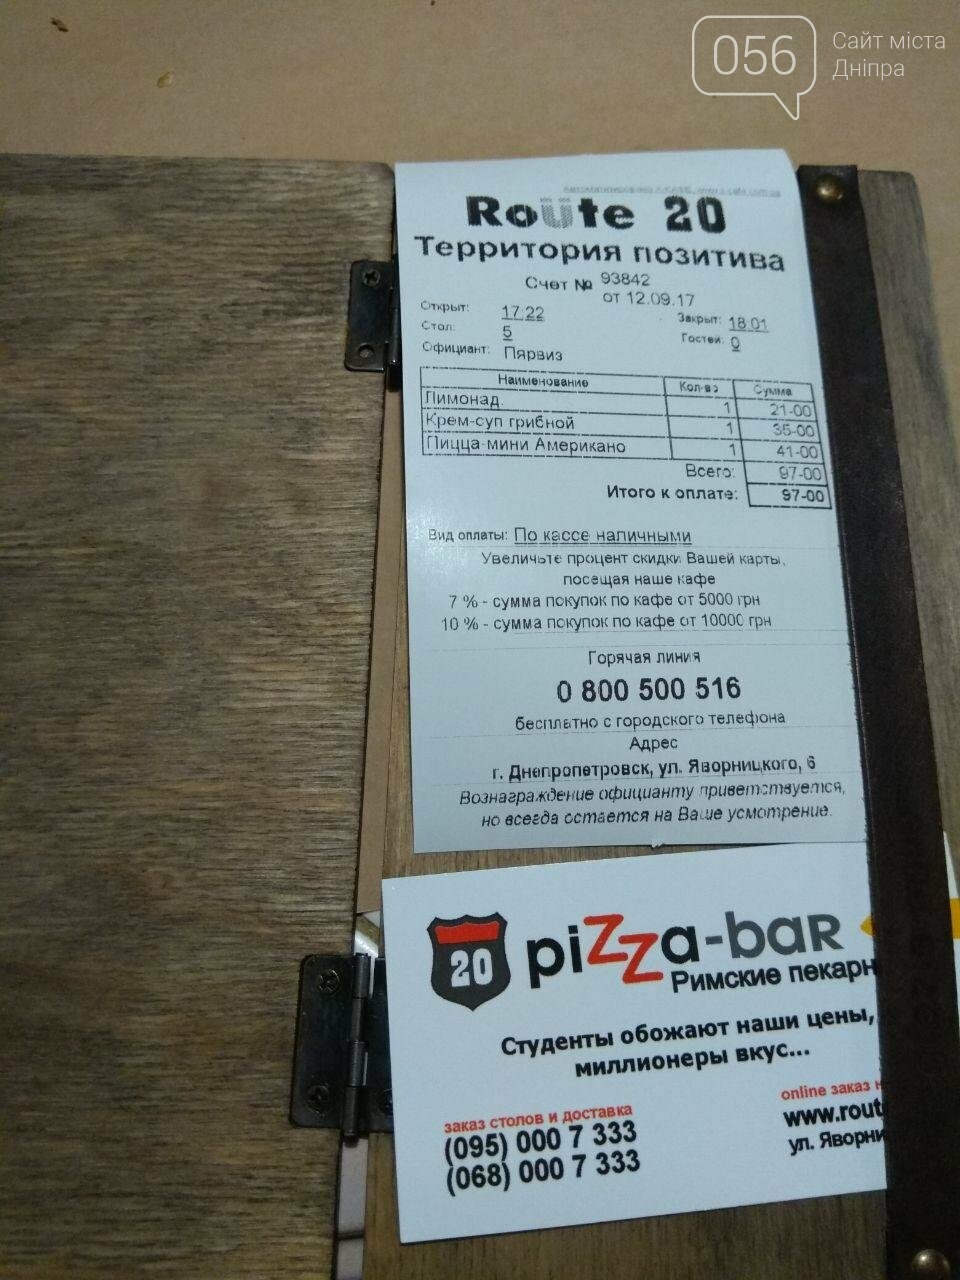 056
Сайт міста
Дніпра
Route 20
Территория позитива
Счет № 93842
от 12.09.17
Открыт: 17:22 Закрыт: 18:01
Стол: 5 Гостей: 0
Официант: Пярвиз
Наименование Кол-во Сумма
Лимонад 1 21-00
Крем-суп грибной 1 35-00
Пицца-мини Американо 1 41-00
Всего: 97-00
Итого к оплате: 97-00
Вид оплаты: По кассе наличными
Увеличьте процент скидки Вашей карты,
посещая наше кафе
7 % - сумма покупок по кафе от 5000 грн
10 % - сумма покупок по кафе от 10000 грн
Горячая линия
0 800 500 516
бесплатно с городского телефона
Адрес
г. Днепропетровск, ул. Яворницкого, 6
Вознаграждение официанту приветствуется,
но всегда остается на Ваше усмотрение.
20 piZZa-baR
Римские пекарн
Студенты обожают наши цены,
миллионеры вкус...
заказ столов и доставка
(095) 000 7 333
(068) 000 7 333
online заказ н
www.rout
ул. Яворни